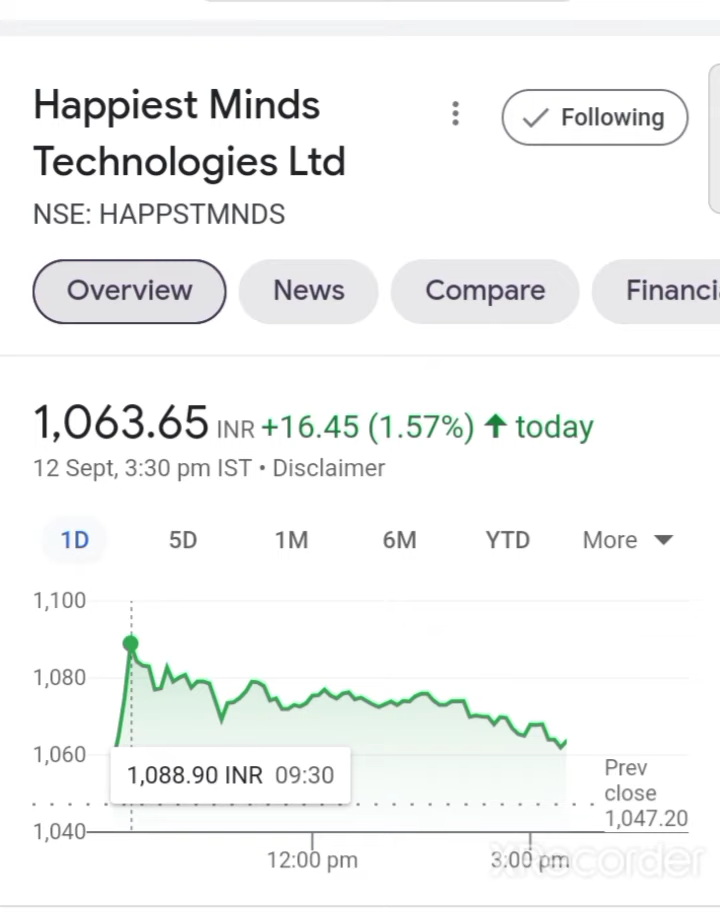 Happiest Minds
Technologies Ltd
Following
NSE: HAPPSTMNDS
Overview News Compare Financi
1,063.65 INR +16.45 (1.57%) ↑ today
12 Sept, 3:30 pm IST • Disclaimer
1D 5D 1M 6M YTD More
1,100
1,080
1,060
1,088.90 INR 09:30
Prev
close
1,047.20
1,040
12:00 pm 3:00 pm
XRecorder